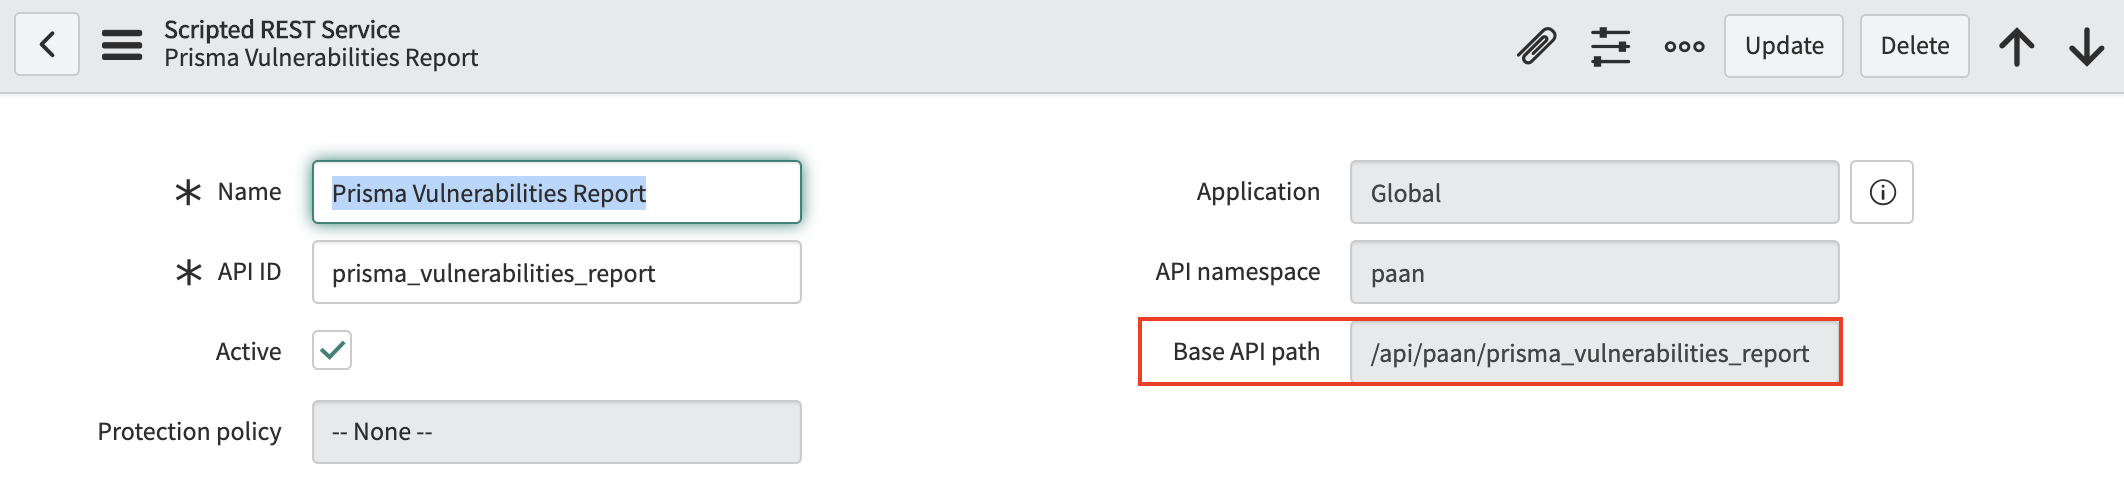 Scripted REST Service
Prisma Vulnerabilities Report
Update
Delete
Name
Prisma Vulnerabilities Report
Application
Global
API ID
prisma_vulnerabilities_report
API namespace
paan
Active
Base API path
/api/paan/prisma_vulnerabilities_report
Protection policy
-- None --